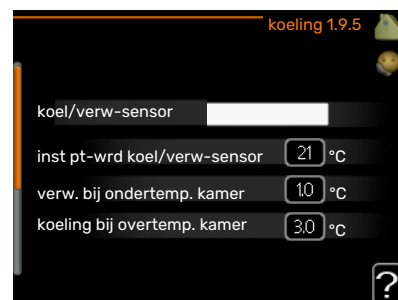 koeling 1.9.5
koel/verw-sensor
inst pt-wrd koel/verw-sensor 21 °C
verw. bij ondertemp. kamer 1.0 °C
koeling bij overtemp. kamer 3.0 °C
?